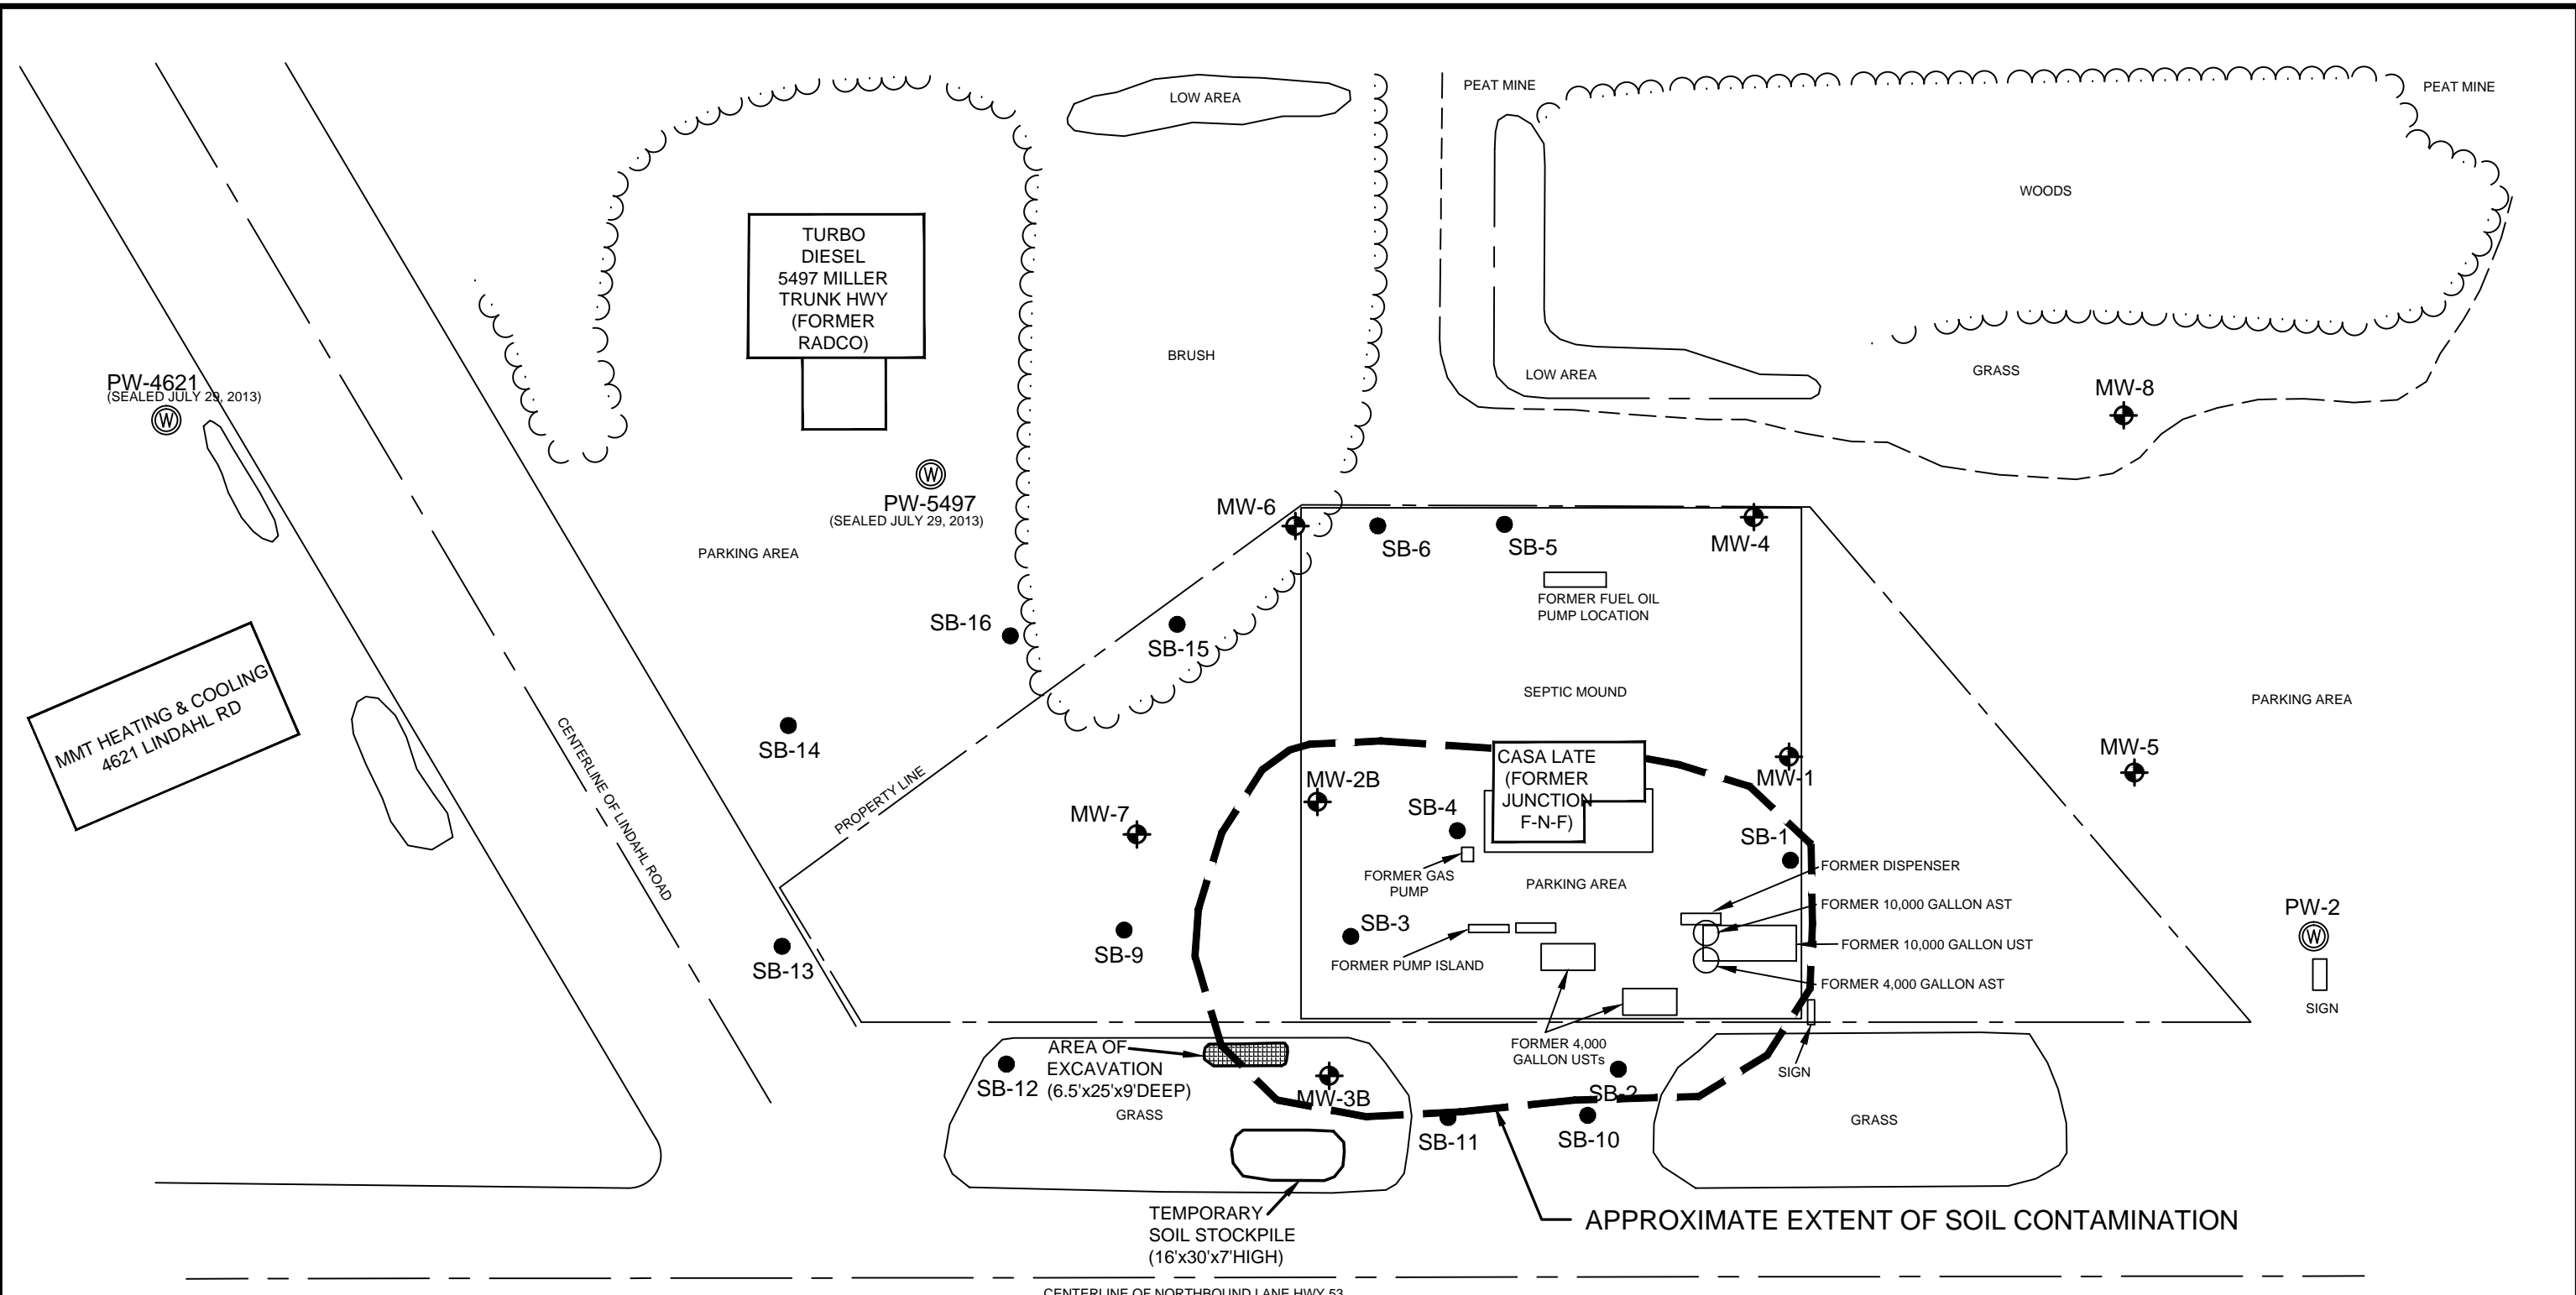 PEAT MINE
PEAT MINE
LOW AREA
WOODS
TURBO
DIESEL
5497 MILLER
TRUNK HWY
(FORMER
RADCO)
BRUSH
LOW AREA
GRASS
MW-8
PW-4621
(SEALED JULY 29, 2013)
W
W
PW-5497
(SEALED JULY 29, 2013)
PARKING AREA
MW-6
SB-6
SB-5
MW-4
FORMER FUEL OIL
PUMP LOCATION
SB-16
SB-15
SEPTIC MOUND
PARKING AREA
MMT HEATING & COOLING
4621 LINDAHL RD
CENTERLINE OF LINDAHL ROAD
SB-14
PROPERTY LINE
MW-7
MW-2B
SB-4
CASA LATE
(FORMER
JUNCTION
F-N-F)
MW-1
MW-5
SB-1
FORMER GAS
PUMP
PARKING AREA
FORMER DISPENSER
FORMER 10,000 GALLON AST
FORMER 10,000 GALLON UST
FORMER 4,000 GALLON AST
PW-2
W
SIGN
SB-3
SB-9
SB-13
FORMER PUMP ISLAND
FORMER 4,000
GALLON USTs
SIGN
AREA OF
EXCAVATION
(6.5'x25'x9'DEEP)
SB-12
GRASS
MW-3B
SB-2
SB-11
SB-10
GRASS
TEMPORARY
SOIL STOCKPILE
(16'x30'x7'HIGH)
APPROXIMATE EXTENT OF SOIL CONTAMINATION
CENTERLINE OF NORTHBOUND LANE HWY 53